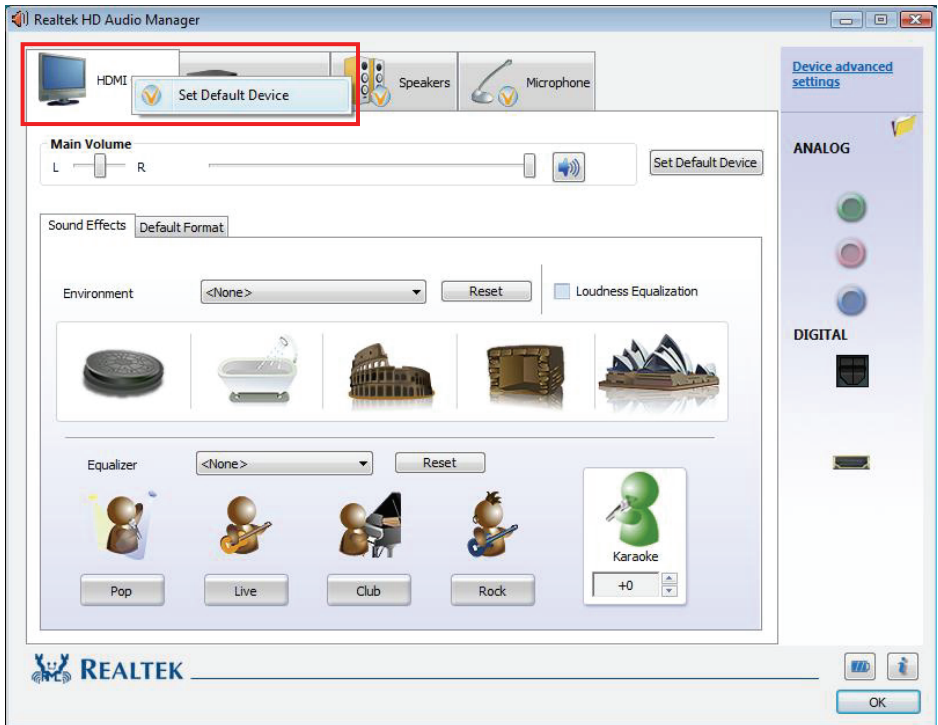 Realtek HD Audio Manager
HDMI
Set Default Device
Speakers
Microphone
Device advanced
settings
Main Volume
L
R
Set Default Device
ANALOG
Sound Effects
Default Format
Environment
<None>
Reset
Loudness Equalization
DIGITAL
Equalizer
<None>
Reset
Karaoke
Pop
Live
Club
Rock
+0
REALTEK
OK